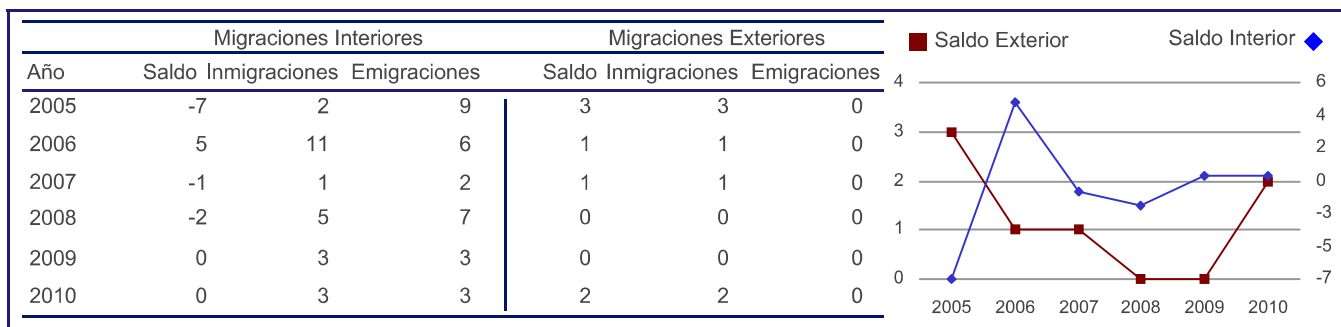 Migraciones Interiores Migraciones Exteriores
Año Saldo Inmigraciones Emigraciones Saldo Inmigraciones Emigraciones
2005 -7 2 9 3 3 0
2006 5 11 6 1 1 0
2007 -1 1 2 1 1 0
2008 -2 5 7 0 0 0
2009 0 3 3 0 0 0
2010 0 3 3 2 2 0
Saldo Exterior Saldo Interior
4 6
4
3 2
2 0
1 -3
-5
0 -7
2005 2006 2007 2008 2009 2010